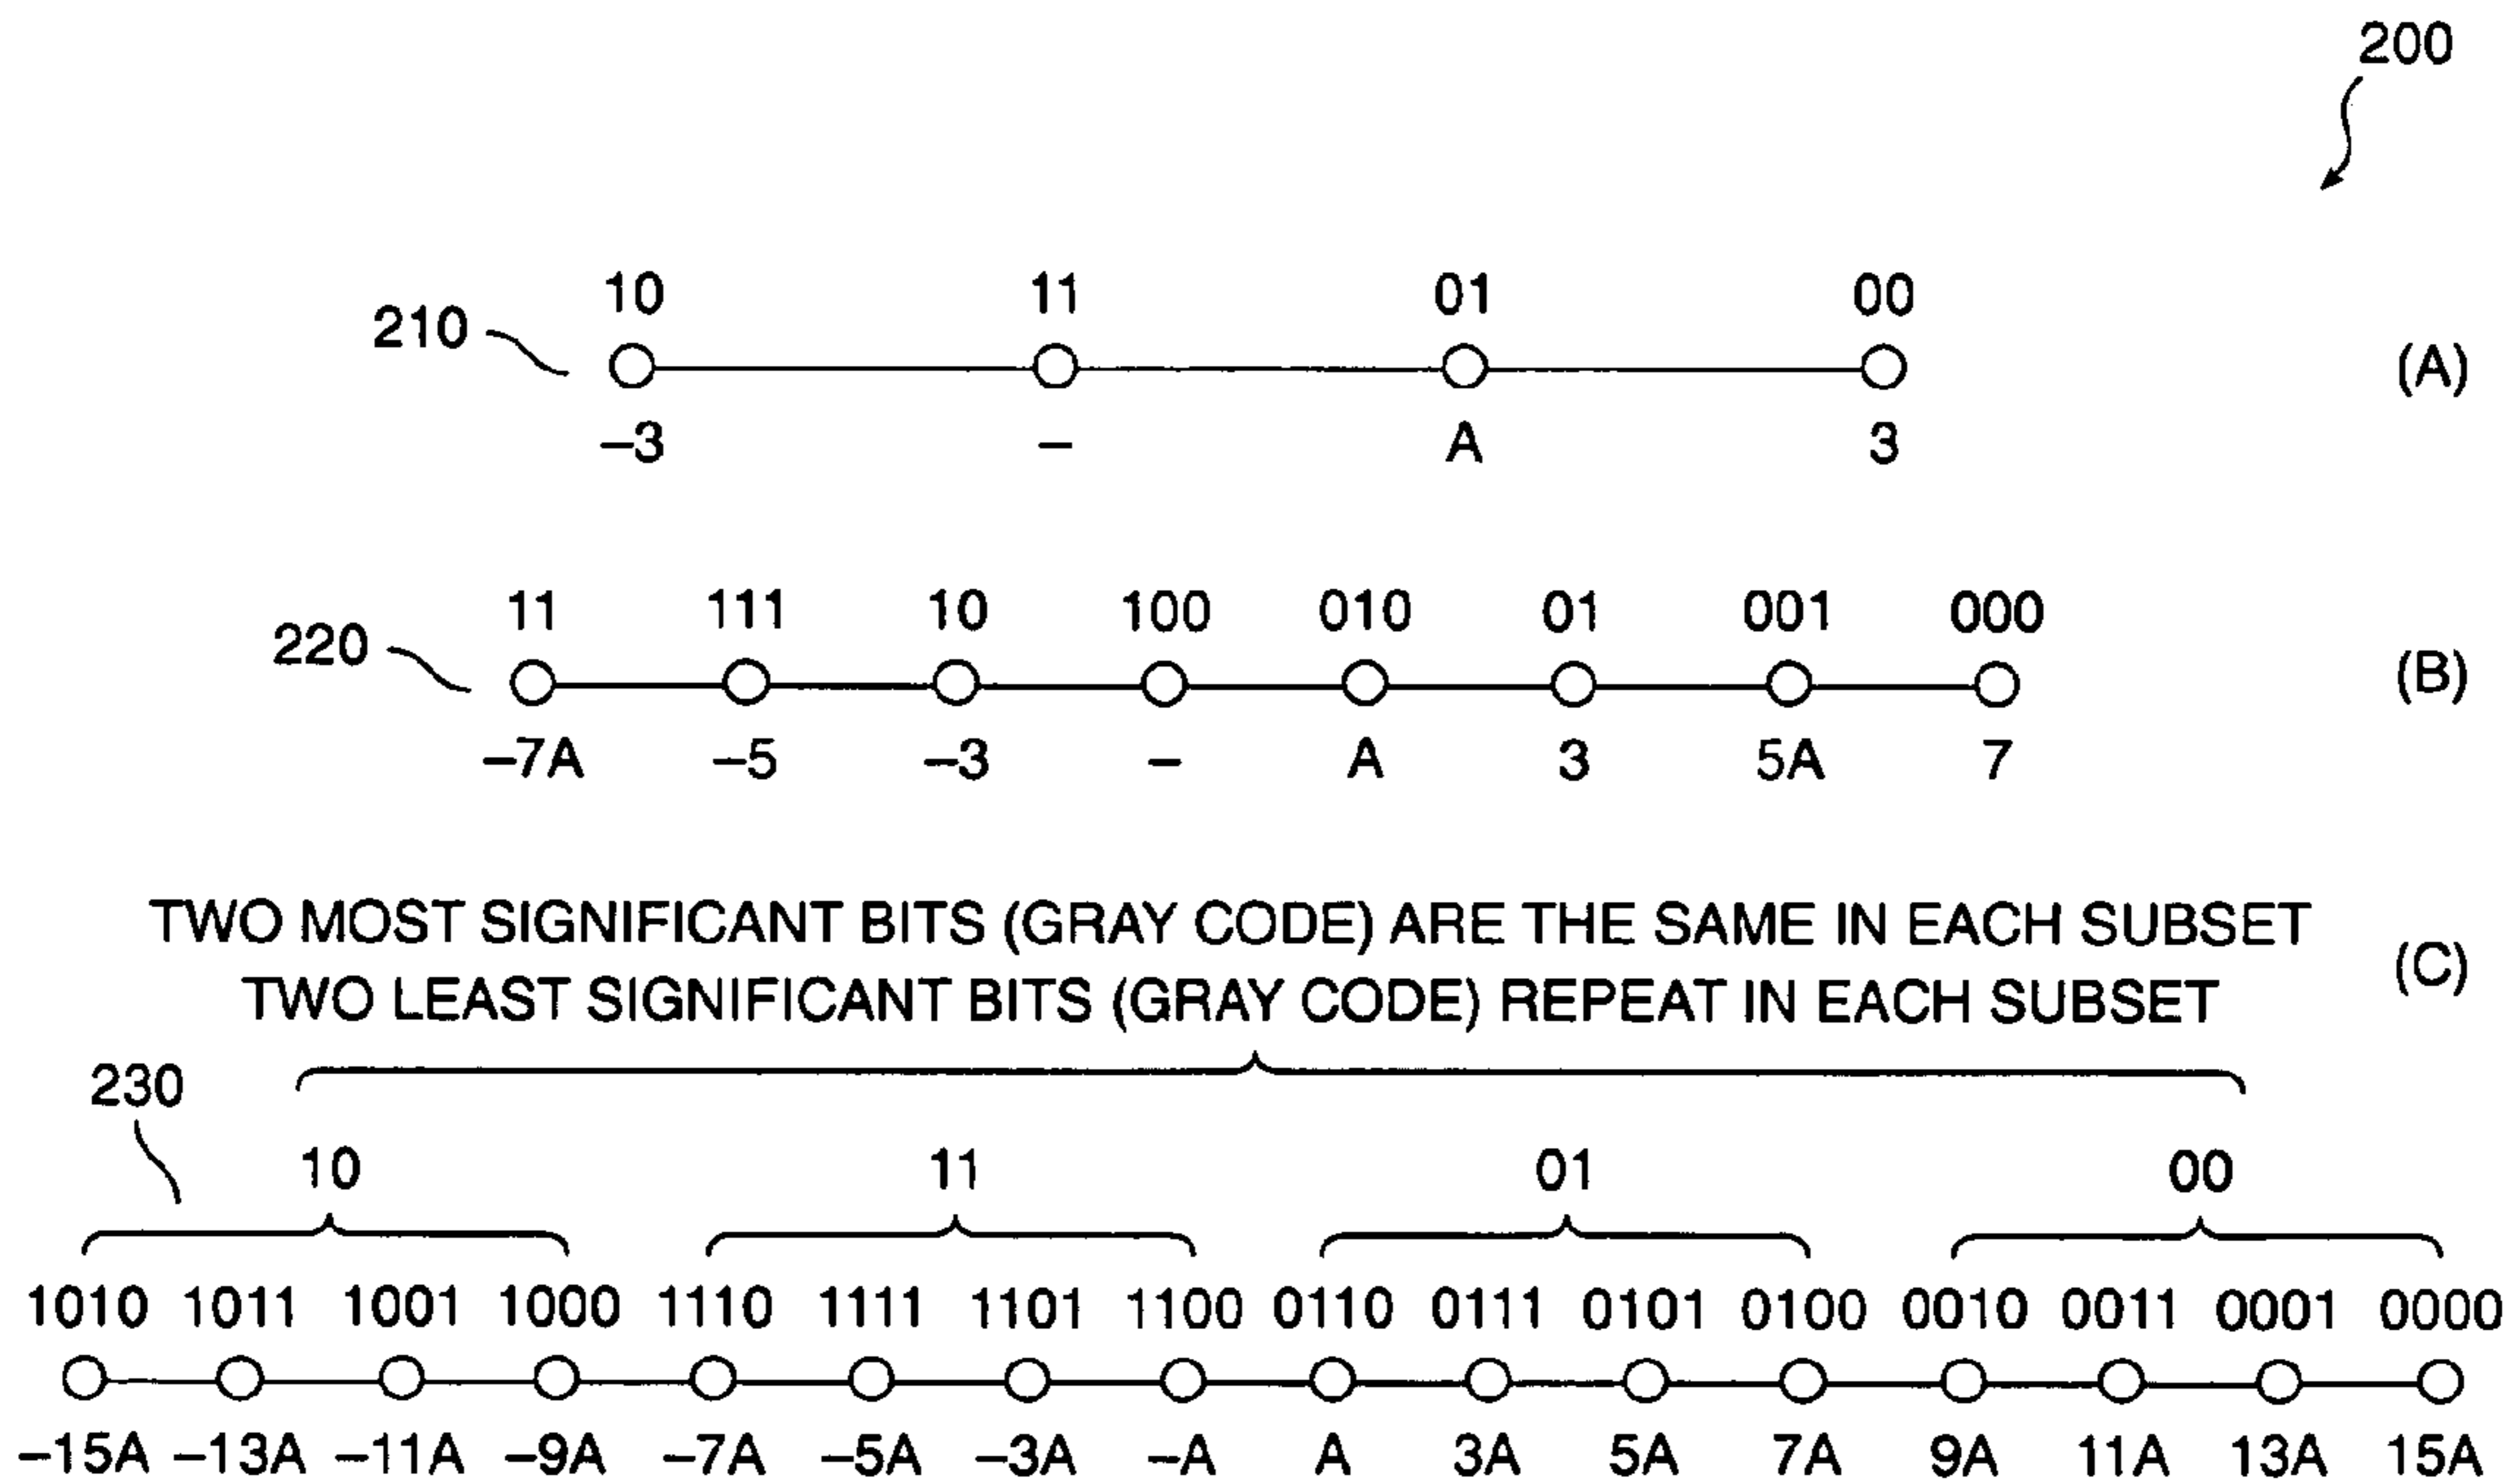 200
10 11 01 00
210
(A)
–3 – A 3
11 111 10 100 010 01 001 000
220
(B)
–7A –5 –3 – A 3 5A 7
TWO MOST SIGNIFICANT BITS (GRAY CODE) ARE THE SAME IN EACH SUBSET
(C)
TWO LEAST SIGNIFICANT BITS (GRAY CODE) REPEAT IN EACH SUBSET
230
10 11 01 00
1010 1011 1001 1000 1110 1111 1101 1100 0110 0111 0101 0100 0010 0011 0001 0000
–15A –13A –11A –9A –7A –5A –3A –A A 3A 5A 7A 9A 11A 13A 15A